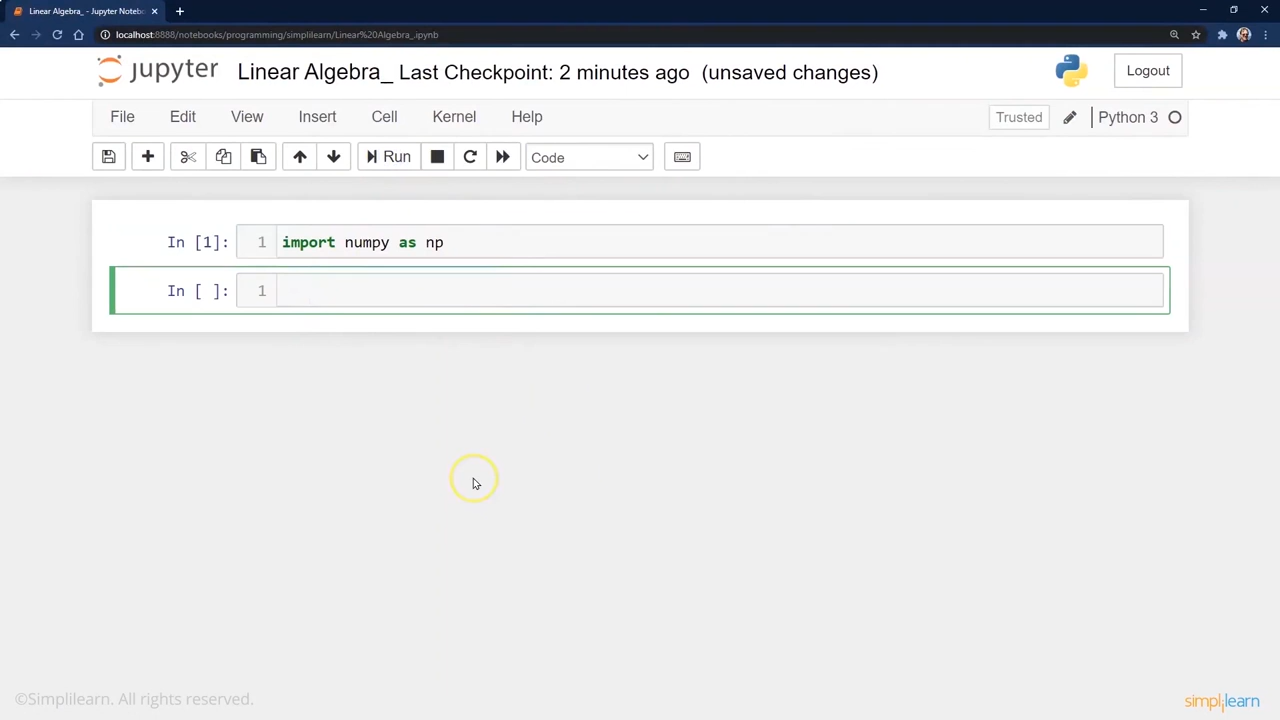 Linear Algebra_ - Jupyter Noteb
localhost:8888/notebooks/programming/simplilearn/Linear%20Algebra_.ipynb
jupyter Linear Algebra_ Last Checkpoint: 2 minutes ago (unsaved changes) Logout
File Edit View Insert Cell Kernel Help Trusted Python 3
Run Code
In [1]: 1 import numpy as np
In [ ]: 1
©Simplilearn. All rights reserved. simplilearn